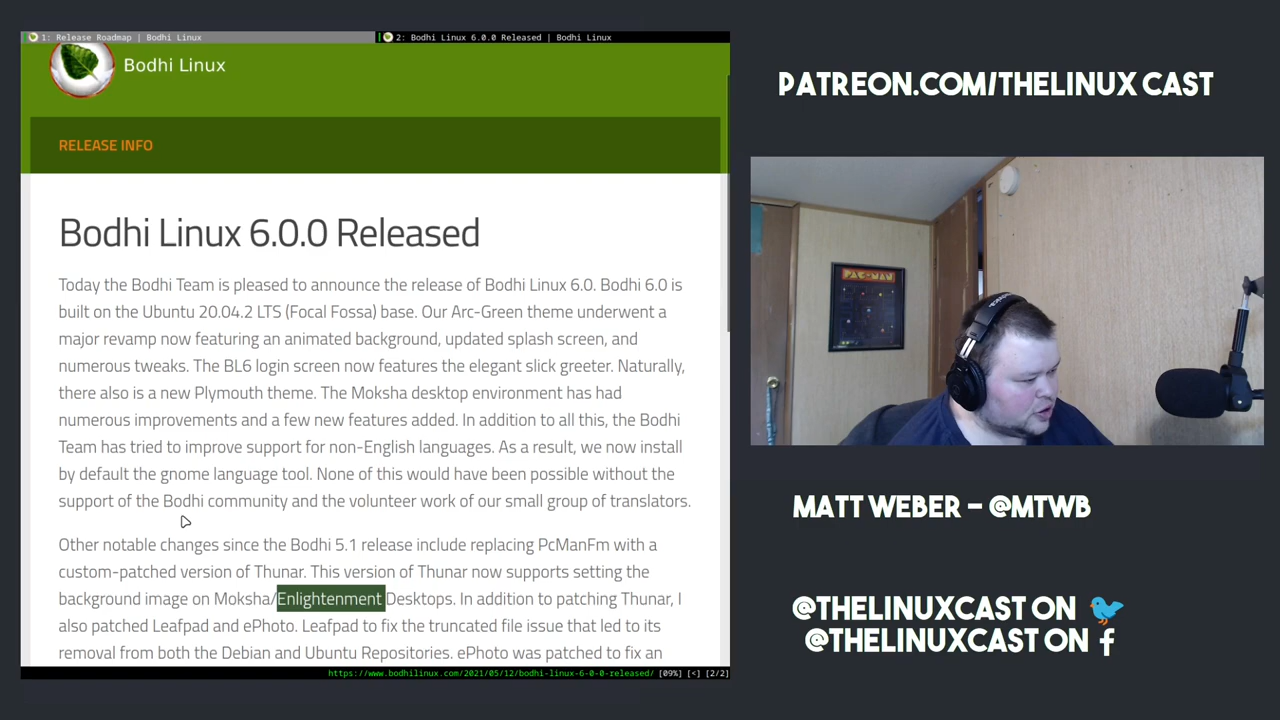 1: Release Roadmap | Bodhi Linux
2: Bodhi Linux 6.0.0 Released | Bodhi Linux
Bodhi Linux
RELEASE INFO
Bodhi Linux 6.0.0 Released
Today the Bodhi Team is pleased to announce the release of Bodhi Linux 6.0. Bodhi 6.0 is
built on the Ubuntu 20.04.2 LTS (Focal Fossa) base. Our Arc-Green theme underwent a
major revamp now featuring an animated background, updated splash screen, and
numerous tweaks. The BL6 login screen now features the elegant slick greeter. Naturally,
there also is a new Plymouth theme. The Moksha desktop environment has had
numerous improvements and a few new features added. In addition to all this, the Bodhi
Team has tried to improve support for non-English languages. As a result, we now install
by default the gnome language tool. None of this would have been possible without the
support of the Bodhi community and the volunteer work of our small group of translators.
Other notable changes since the Bodhi 5.1 release include replacing PcManFm with a
custom-patched version of Thunar. This version of Thunar now supports setting the
background image on Moksha/Enlightenment Desktops. In addition to patching Thunar, I
also patched Leafpad and ePhoto. Leafpad to fix the truncated file issue that led to its
removal from both the Debian and Ubuntu Repositories. ePhoto was patched to fix an
https://www.bodhilinux.com/2021/05/12/bodhi-linux-6-0-0-released/ [09%] [<] [2/2]
PATREON.COM/THELINUX CAST
PAC-MAN
MATT WEBER - @MTWB
@THELINUXCAST ON
@THELINUXCAST ON f